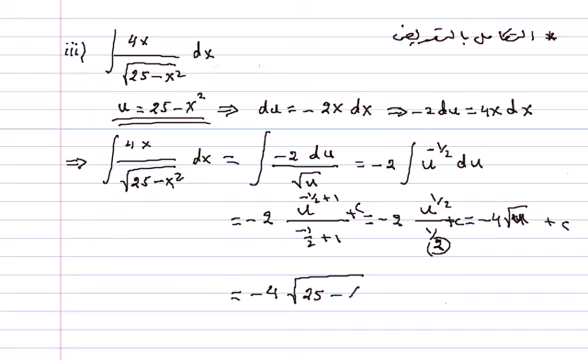 * التكامل بالتعويض
iii) ∫ 4x / √(25-x²) dx
u = 25-x² ⇒ du = -2x dx ⇒ -2du = 4x dx
⇒ ∫ 4x / √(25-x²) dx = ∫ -2 du / √u = -2 ∫ u^(-1/2) du
= -2 u^(-1/2+1) / (-1/2+1) + c = -2 u^(1/2) / (1/2) + c = -4√u + c
= -4 √25-